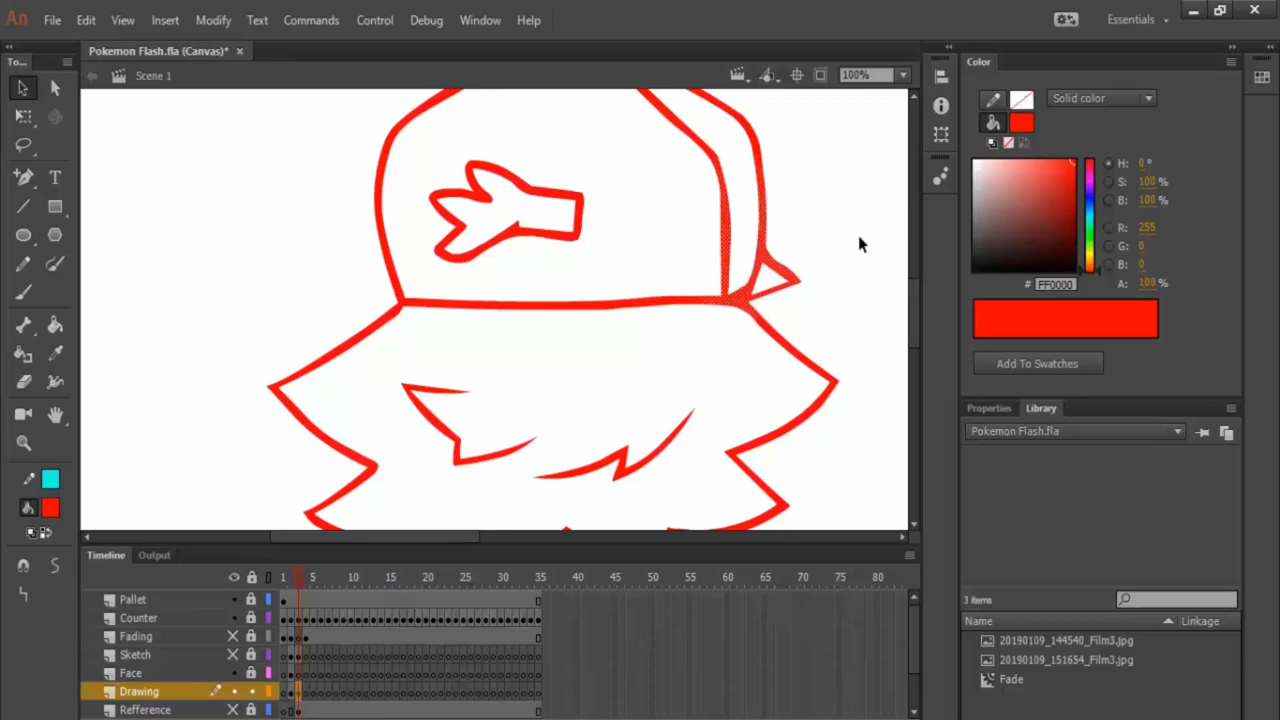 An File Edit View Insert Modify Text Commands Control Debug Window Help Essentials
To... Pokemon Flash.fla (Canvas)* × Color
Scene 1 100%
Solid color
H: 0 °
S: 100 %
B: 100 %
R: 255
G: 0
B: 0
# FF0000 A: 100 %
Add To Swatches
Properties Library
Pokemon Flash.fla
Timeline Output
1 5 10 15 20 25 30 35 40 45 50 55 60 65 70 75 80
Pallet
Counter
Fading
Sketch
Face
Drawing
Refference
3 items
Name Linkage
20190109_144540_Film3.jpg
20190109_151654_Film3.jpg
Fade